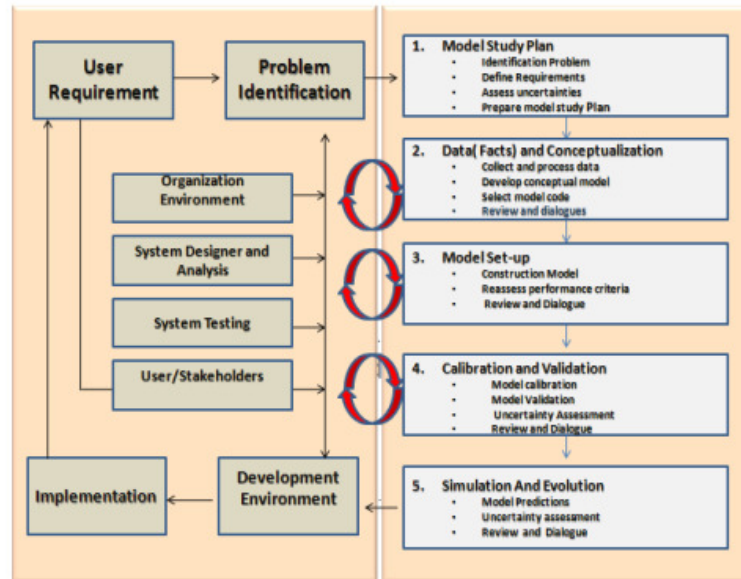 User
Requirement
Problem
Identification
Organization
Environment
System Designer and
Analysis
System Testing
User/Stakeholders
Implementation
Development
Environment
1. Model Study Plan
• Identification Problem
• Define Requirements
• Assess uncertainties
• Prepare model study Plan
2. Data( Facts) and Conceptualization
• Collect and process data
• Develop conceptual model
• Select model code
• Review and dialogues
3. Model Set-up
• Construction Model
• Reassess performance criteria
• Review and Dialogue
4. Calibration and Validation
• Model calibration
• Model Validation
• Uncertainty Assessment
• Review and Dialogue
5. Simulation And Evolution
• Model Predictions
• Uncertainty assessment
• Review and Dialogue